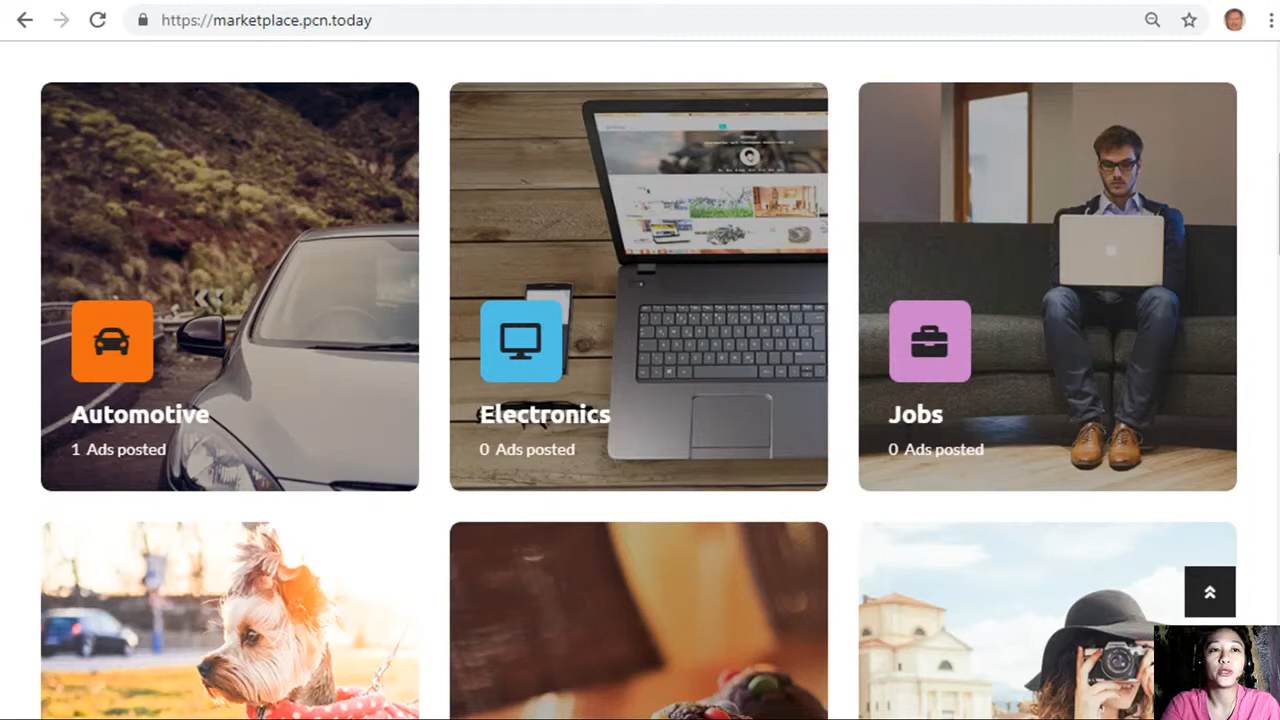 https://marketplace.pcn.today
Automotive
1 Ads posted
Electronics
0 Ads posted
Jobs
0 Ads posted